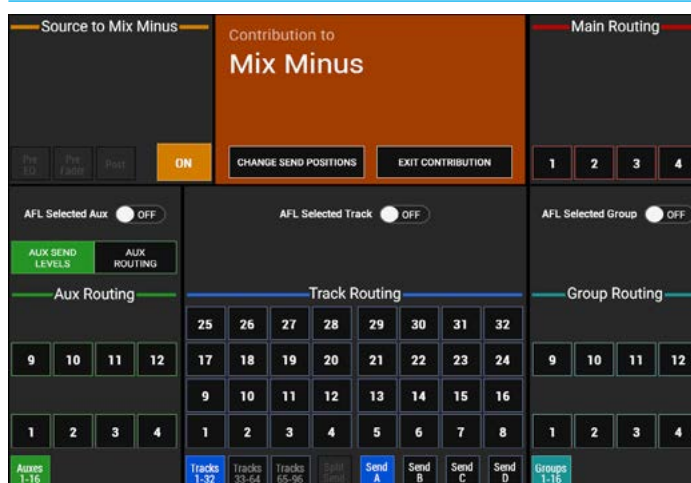 Source to Mix Minus
Contribution to
Mix Minus
Main Routing
Pre EQ
Pre Fader
Post
ON
CHANGE SEND POSITIONS
EXIT CONTRIBUTION
1 2 3 4
AFL Selected Aux OFF
AFL Selected Track OFF
AFL Selected Group OFF
AUX SEND LEVELS
AUX ROUTING
Aux Routing
Track Routing
Group Routing
25 26 27 28 29 30 31 32
9 10 11 12
17 18 19 20 21 22 23 24
9 10 11 12
9 10 11 12 13 14 15 16
1 2 3 4
1 2 3 4 5 6 7 8
1 2 3 4
Auxes 1-16
Tracks 1-32
Tracks 33-64
Tracks 65-96
Split Send
Send A
Send B
Send C
Send D
Groups 1-16